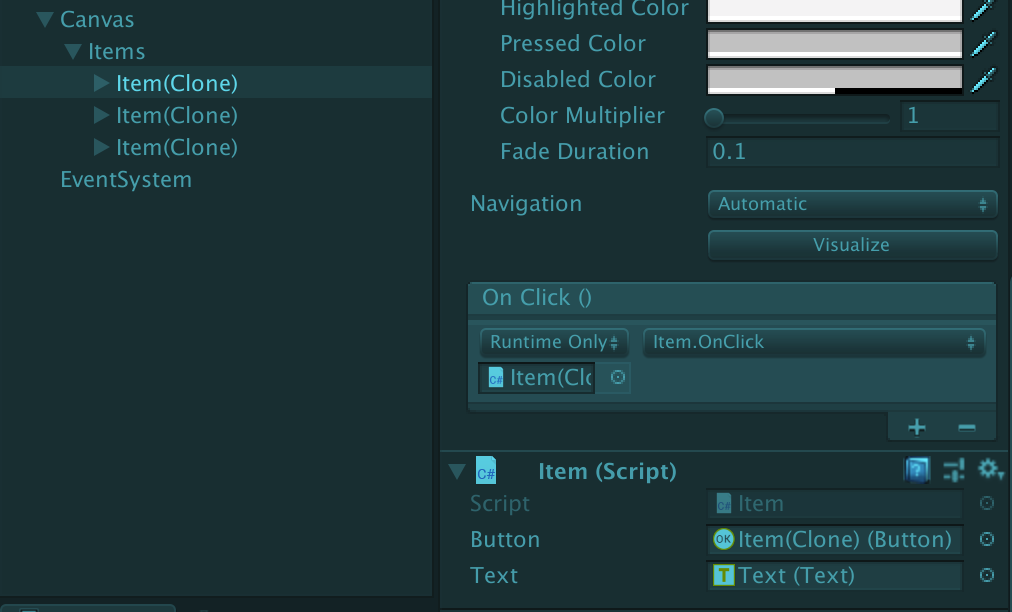 Canvas
Items
Item(Clone)
Item(Clone)
Item(Clone)
EventSystem
Highlighted Color
Pressed Color
Disabled Color
Color Multiplier
1
Fade Duration
0.1
Navigation
Automatic
Visualize
On Click ()
Runtime Only
Item.OnClick
C# Item(Clo
C# Item (Script)
?
Script
C# Item
Button
OK Item(Clone) (Button)
Text
T Text (Text)